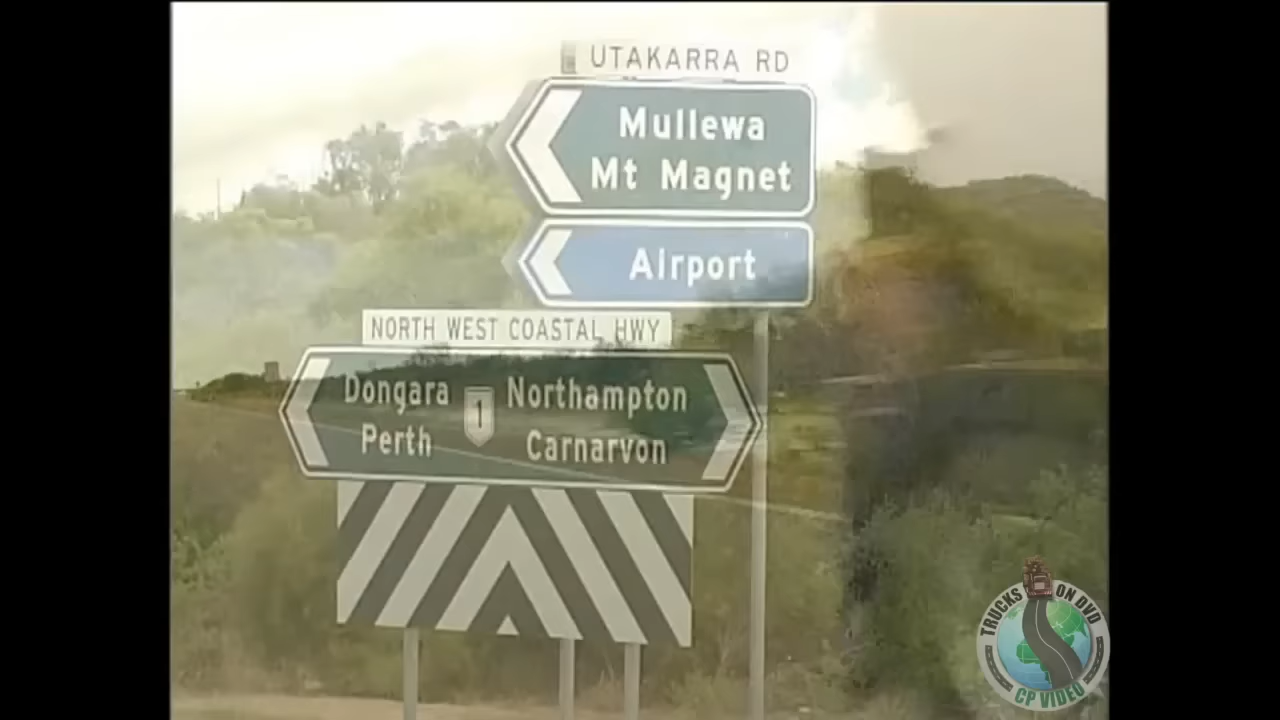 UTAKARRA RD
Mullewa
Mt Magnet
Airport
NORTH WEST COASTAL HWY
Dongara
Perth
1
Northampton
Carnarvon
TRUCKS ON DVD
CP VIDEO